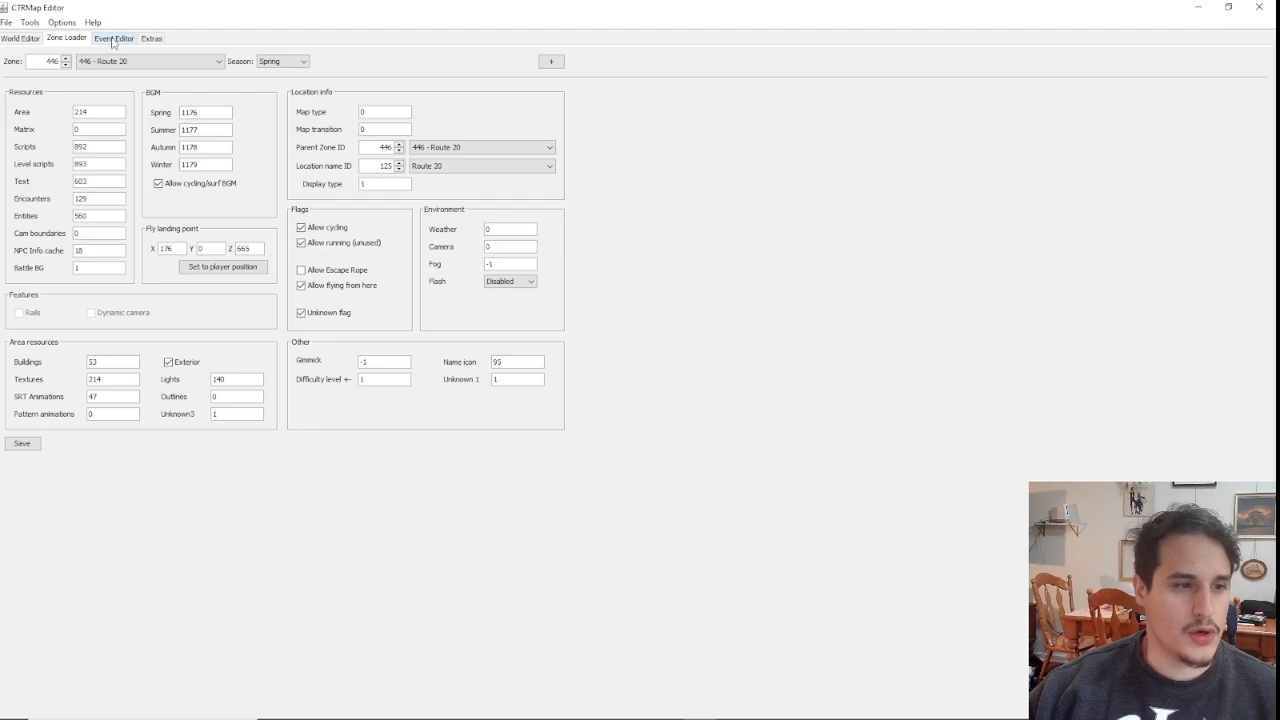 CTRMap Editor
File Tools Options Help
World Editor Zone Loader Event Editor Extras
Zone: 446 446 - Route 20 Season: Spring +
Resources
Area 214
Matrix 0
Scripts 892
Level scripts 893
Text 603
Encounters 129
Entities 560
Cam boundaries 0
NPC Info cache 18
Battle BG 1
BGM
Spring 1176
Summer 1177
Autumn 1178
Winter 1179
Allow cycling/surf BGM
Fly landing point
X 176 Y 0 Z 665
Set to player position
Location info
Map type 0
Map transition 0
Parent Zone ID 446 446 - Route 20
Location name ID 125 Route 20
Display type 1
Flags
Allow cycling
Allow running (unused)
Allow Escape Rope
Allow flying from here
Unknown flag
Environment
Weather 0
Camera 0
Fog -1
Flash Disabled
Features
Rails Dynamic camera
Area resources
Buildings 53 Exterior
Textures 214 Lights 140
SRT Animations 47 Outlines 0
Pattern animations 0 Unknown3 1
Other
Gimmick -1 Name icon 95
Difficulty level +- 1 Unknown 1 1
Save